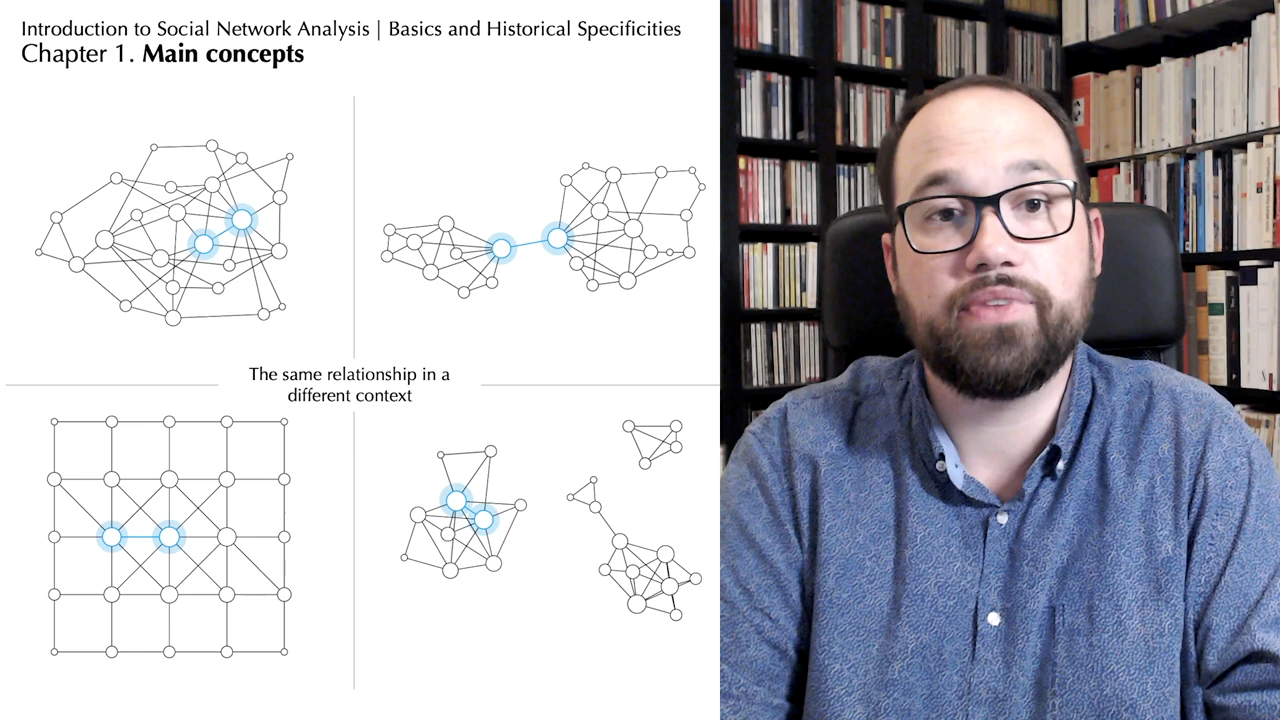 Introduction to Social Network Analysis | Basics and Historical Specificities
Chapter 1. Main concepts
The same relationship in a
different context